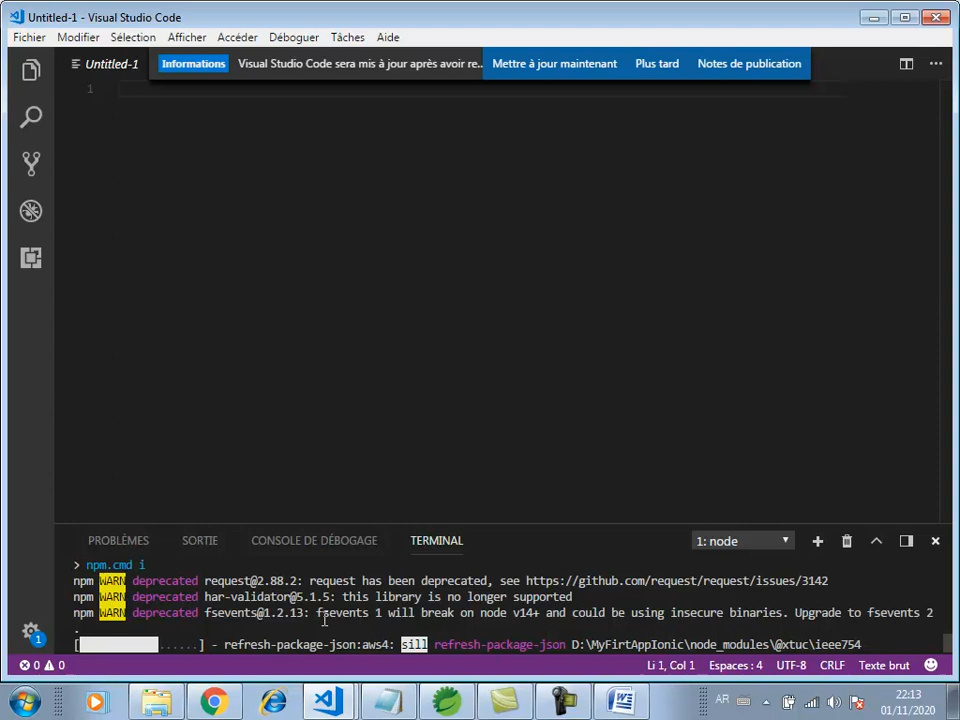 Untitled-1 - Visual Studio Code
Fichier Modifier Sélection Afficher Accéder Déboguer Tâches Aide
Untitled-1 Informations Visual Studio Code sera mis à jour après avoir re... Mettre à jour maintenant Plus tard Notes de publication
1
PROBLÈMES SORTIE CONSOLE DE DÉBOGAGE TERMINAL 1: node
> npm.cmd i
npm WARN deprecated request@2.88.2: request has been deprecated, see https://github.com/request/request/issues/3142
npm WARN deprecated har-validator@5.1.5: this library is no longer supported
npm WARN deprecated fsevents@1.2.13: fsevents 1 will break on node v14+ and could be using insecure binaries. Upgrade to fsevents 2
.
[ ......] - refresh-package-json:aws4: sill refresh-package-json D:\MyFirtAppIonic\node_modules\@xtuc\ieee754
1
0 0 Li 1, Col 1 Espaces : 4 UTF-8 CRLF Texte brut
AR 22:13
01/11/2020